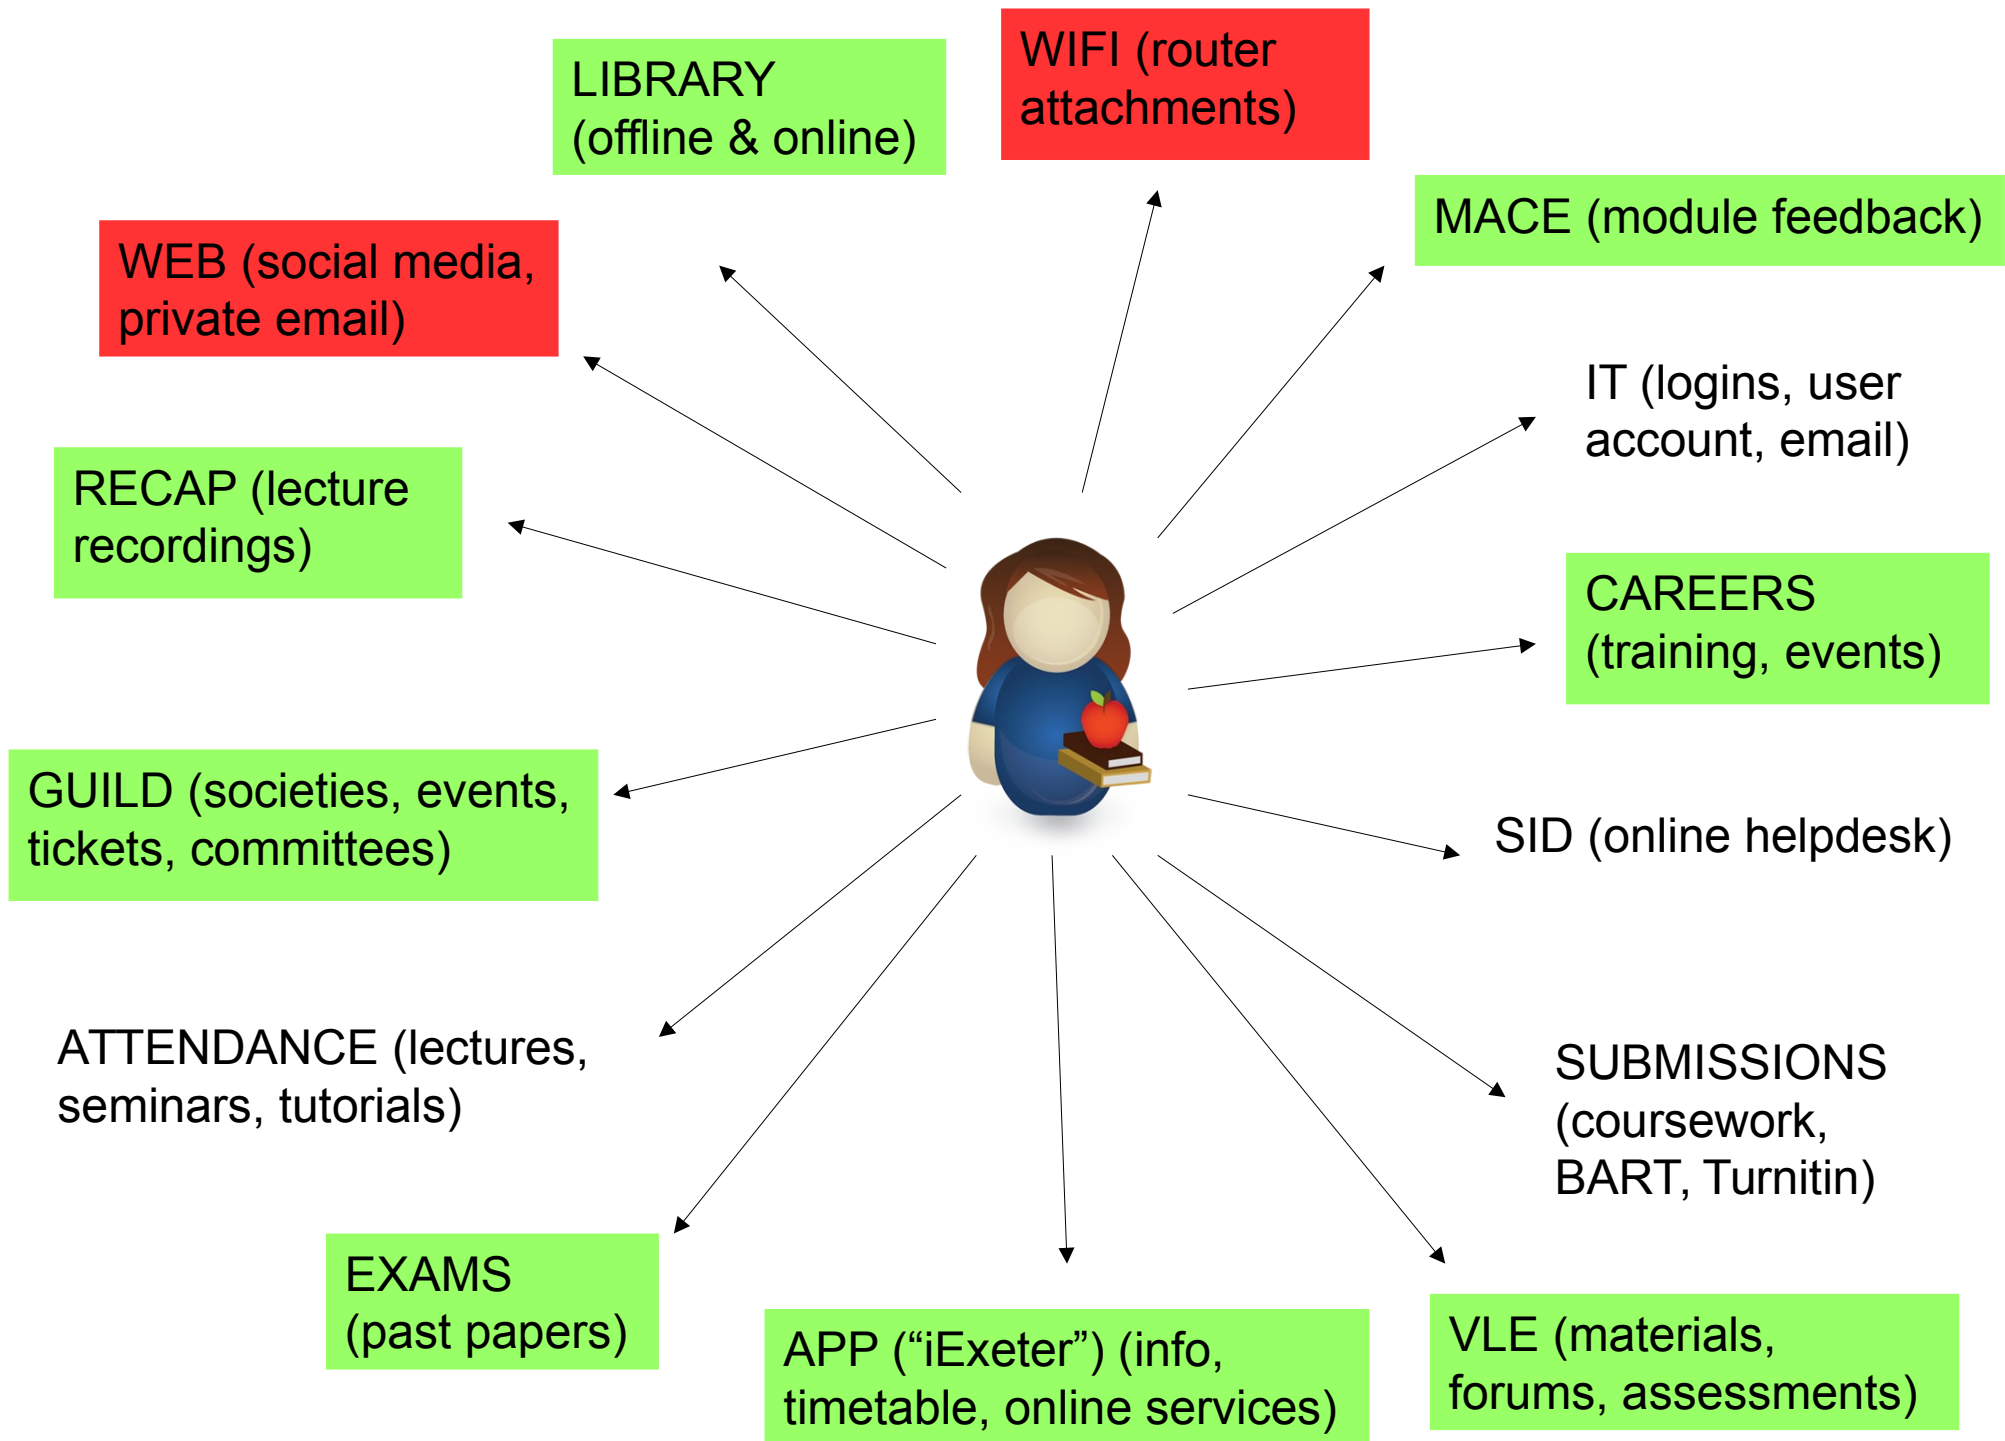 LIBRARY
(offline & online)
WIFI (router
attachments)
MACE (module feedback)
WEB (social media,
private email)
IT (logins, user
account, email)
RECAP (lecture
recordings)
CAREERS
(training, events)
GUILD (societies, events,
tickets, committees)
SID (online helpdesk)
ATTENDANCE (lectures,
seminars, tutorials)
SUBMISSIONS
(coursework,
BART, Turnitin)
EXAMS
(past papers)
APP (“iExeter”) (info,
timetable, online services)
VLE (materials,
forums, assessments)